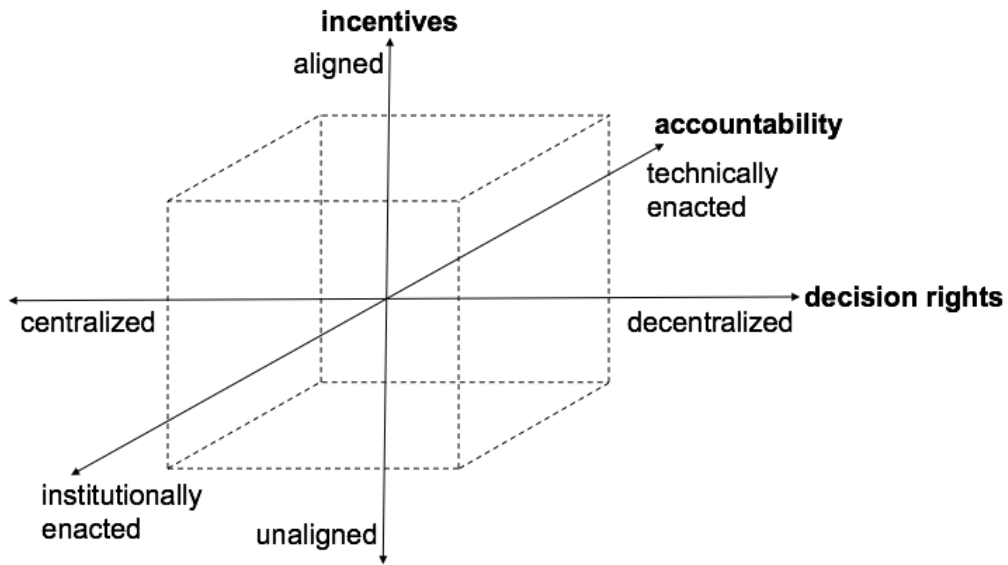 incentives
aligned
accountability
technically
enacted
decision rights
centralized
decentralized
institutionally
enacted
unaligned